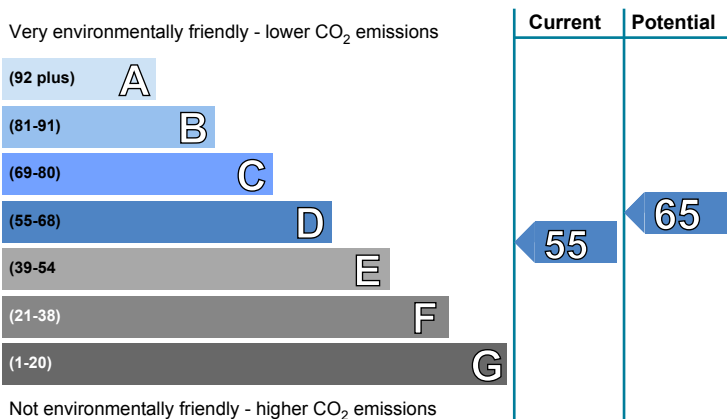 Very environmentally friendly - lower CO₂ emissions
Current
Potential
(92 plus) A
(81-91) B
(69-80) C
(55-68) D
(39-54 E
(21-38) F
(1-20) G
55
65
Not environmentally friendly - higher CO₂ emissions